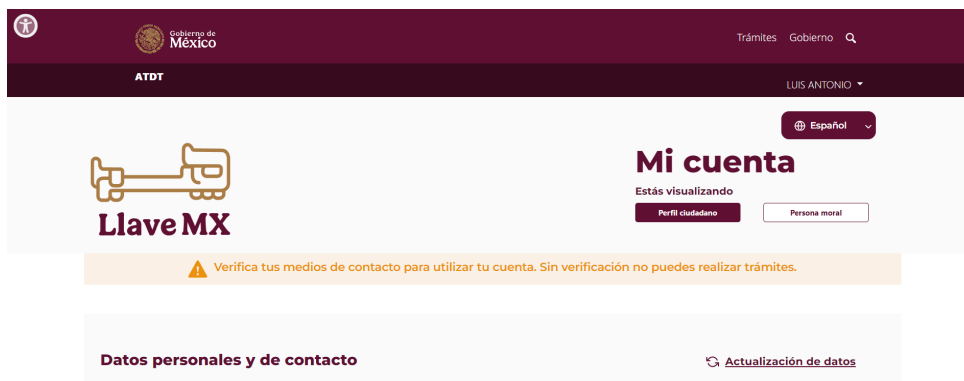 Gobierno de
México
Trámites Gobierno
ATDT
LUIS ANTONIO
Español
Llave MX
Mi cuenta
Estás visualizando
Perfil ciudadano Persona moral
Verifica tus medios de contacto para utilizar tu cuenta. Sin verificación no puedes realizar trámites.
Datos personales y de contacto Actualización de datos